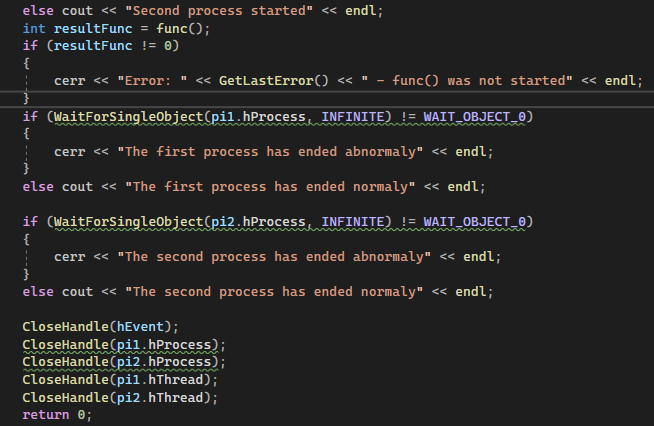 else cout << "Second process started" << endl;
int resultFunc = func();
if (resultFunc != 0)
{
cerr << "Error: " << GetLastError() << " - func() was not started" << endl;
}
if (WaitForSingleObject(pi1.hProcess, INFINITE) != WAIT_OBJECT_0)
{
cerr << "The first process has ended abnormaly" << endl;
}
else cout << "The first process has ended normaly" << endl;
if (WaitForSingleObject(pi2.hProcess, INFINITE) != WAIT_OBJECT_0)
{
cerr << "The second process has ended abnormaly" << endl;
}
else cout << "The second process has ended normaly" << endl;
CloseHandle(hEvent);
CloseHandle(pi1.hProcess);
CloseHandle(pi2.hProcess);
CloseHandle(pi1.hThread);
CloseHandle(pi2.hThread);
return 0;